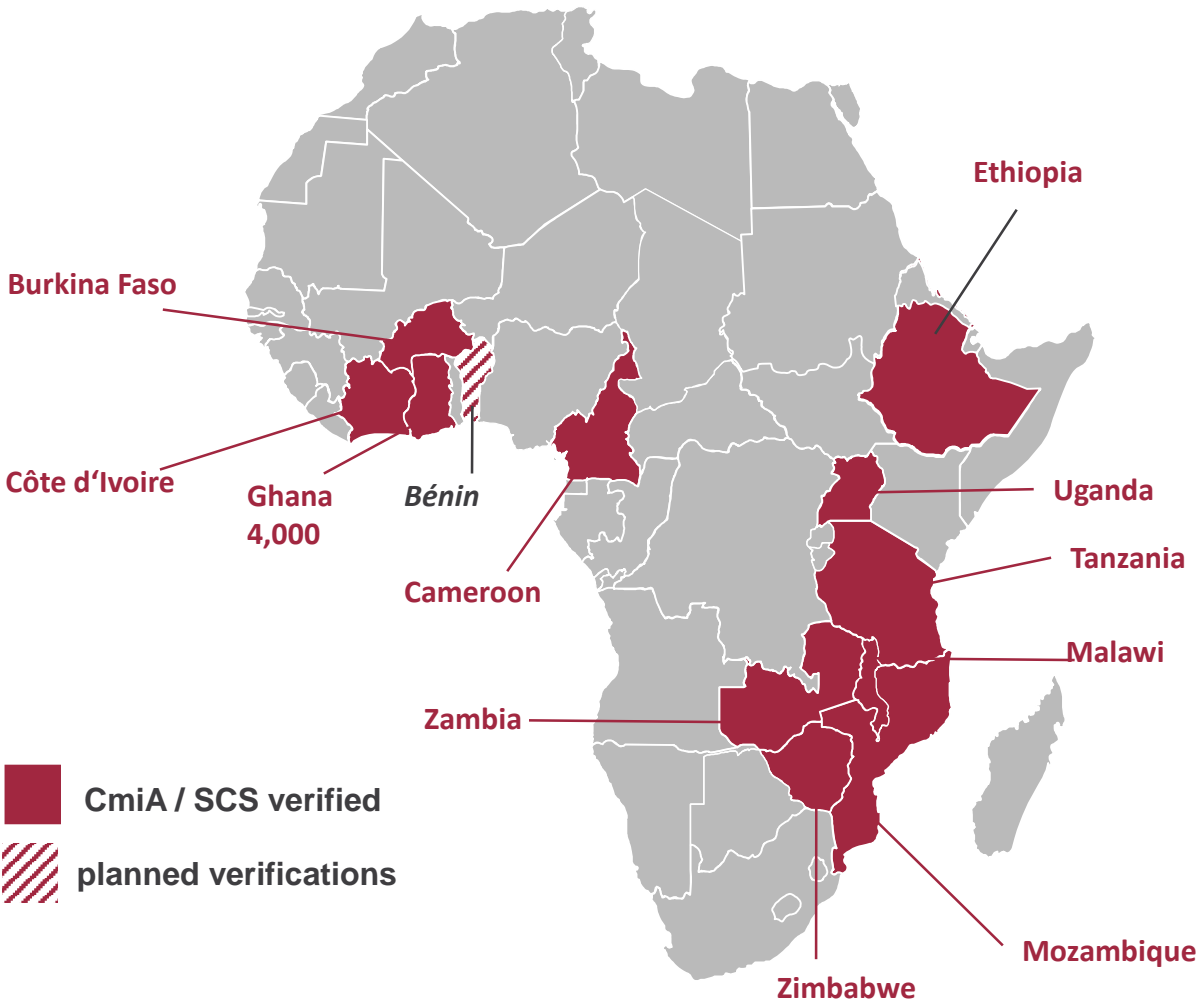 Ethiopia
Burkina Faso
Côte d‘Ivoire
Ghana
4,000
Bénin
Uganda
Tanzania
Cameroon
Malawi
Zambia
CmiA / SCS verified
planned verifications
Mozambique
Zimbabwe